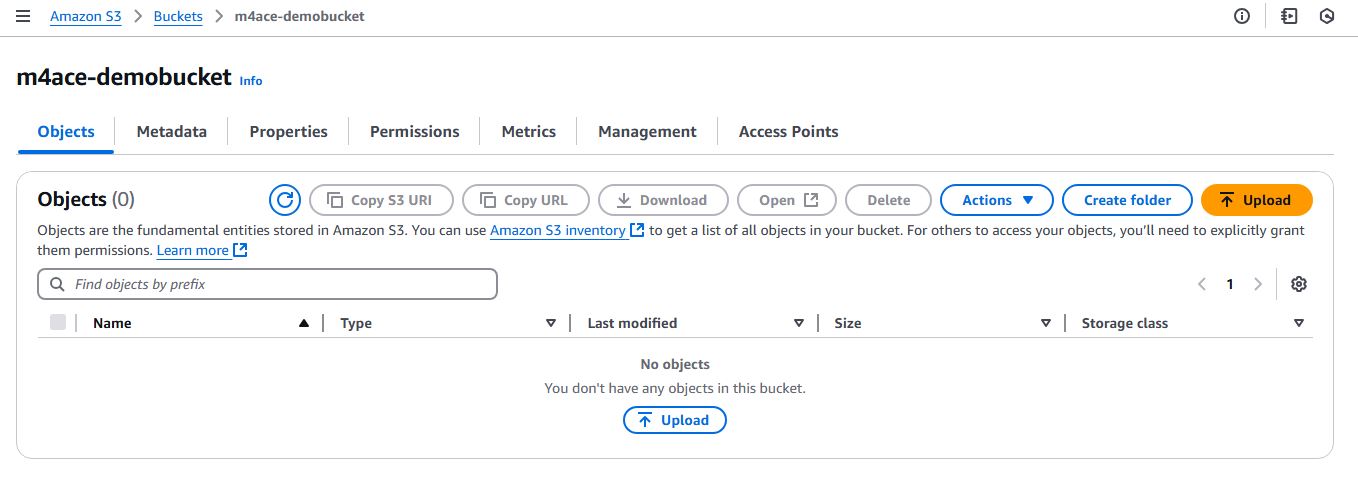 Amazon S3 > Buckets > m4ace-demobucket
m4ace-demobucket Info
Objects Metadata Properties Permissions Metrics Management Access Points
Objects (0) Copy S3 URI Copy URL Download Open Delete Actions Create folder Upload
Objects are the fundamental entities stored in Amazon S3. You can use Amazon S3 inventory to get a list of all objects in your bucket. For others to access your objects, you'll need to explicitly grant
them permissions. Learn more
Find objects by prefix 1
Name Type Last modified Size Storage class
No objects
You don't have any objects in this bucket.
Upload